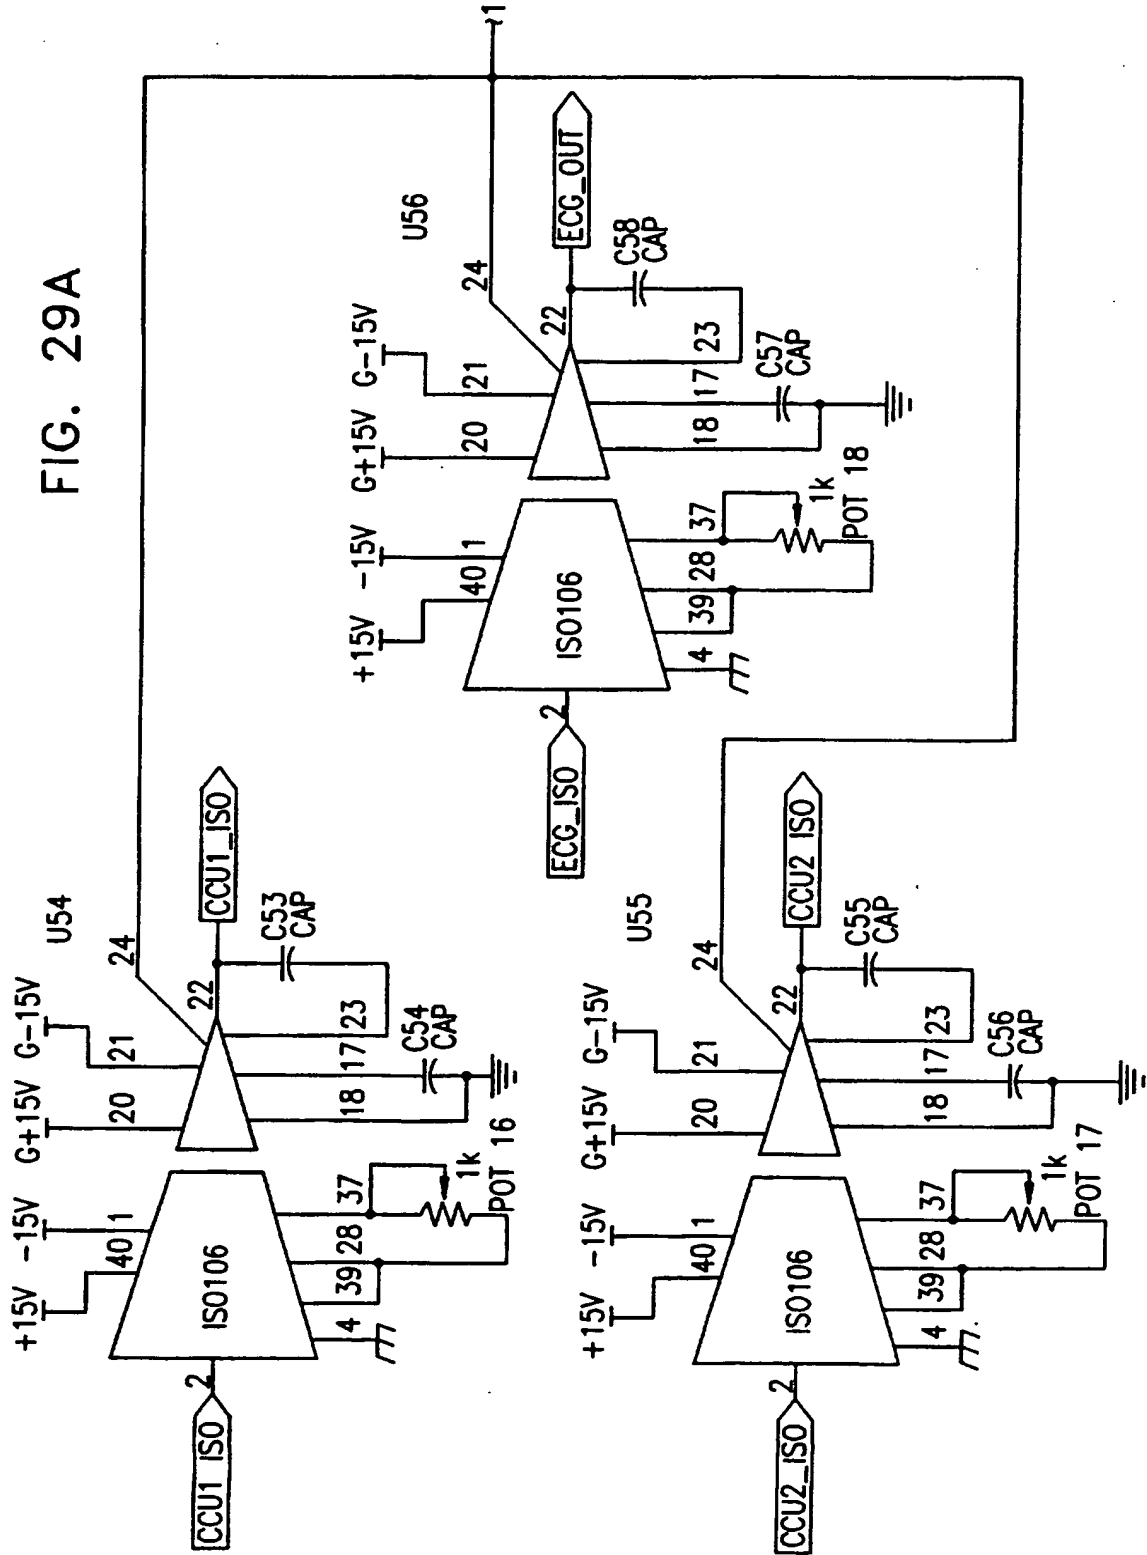 FIG. 29A
1
U54
+15V
-15V
G+15V
G-15V
40
1
20
21
24
CCU1 ISO
2
ISO106
22
CCU1_ISO
4
39
28
37
18
17
23
C53
CAP
C54
CAP
1k
POT 16
U55
+15V
-15V
G+15V
G-15V
40
1
20
21
24
CCU2_ISO
2
ISO106
22
CCU2 ISO
4
39
28
37
18
17
23
C55
CAP
C56
CAP
1k
POT 17
U56
+15V
-15V
G+15V
G-15V
40
1
20
21
24
ECG_ISO
2
ISO106
22
ECG_OUT
4
39
28
37
18
17
23
C58
CAP
C57
CAP
1k
POT 18